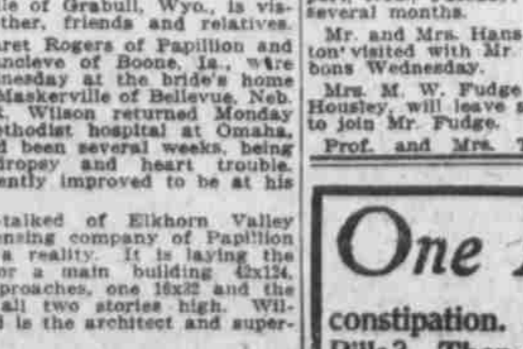 le of Grabull, Wyo., is vis-
ther, friends and relatives.
aret Rogers of Papillion and
ancleve of Boone, Ia., were
nesday at the bride's home
Maskerville of Bellevue, Neb.
Wilson returned Monday
ethodist hospital at Omaha,
d been several weeks, being
dropsy and heart trouble.
ently improved to be at his
talked of Elkhorn Valley
ensing company of Papillion
a reality. It is laying the
or a main building 42x124,
proaches, one 16x32 and the
all two stories high. Wil-
d is the architect and super-
several months.
Mr. and Mrs. Hans
ton visited with Mr.
bons Wednesday.
Mrs. M. W. Fudge
Housley, will leave
to join Mr. Fudge.
Prof. and Mrs.
One
constipation.